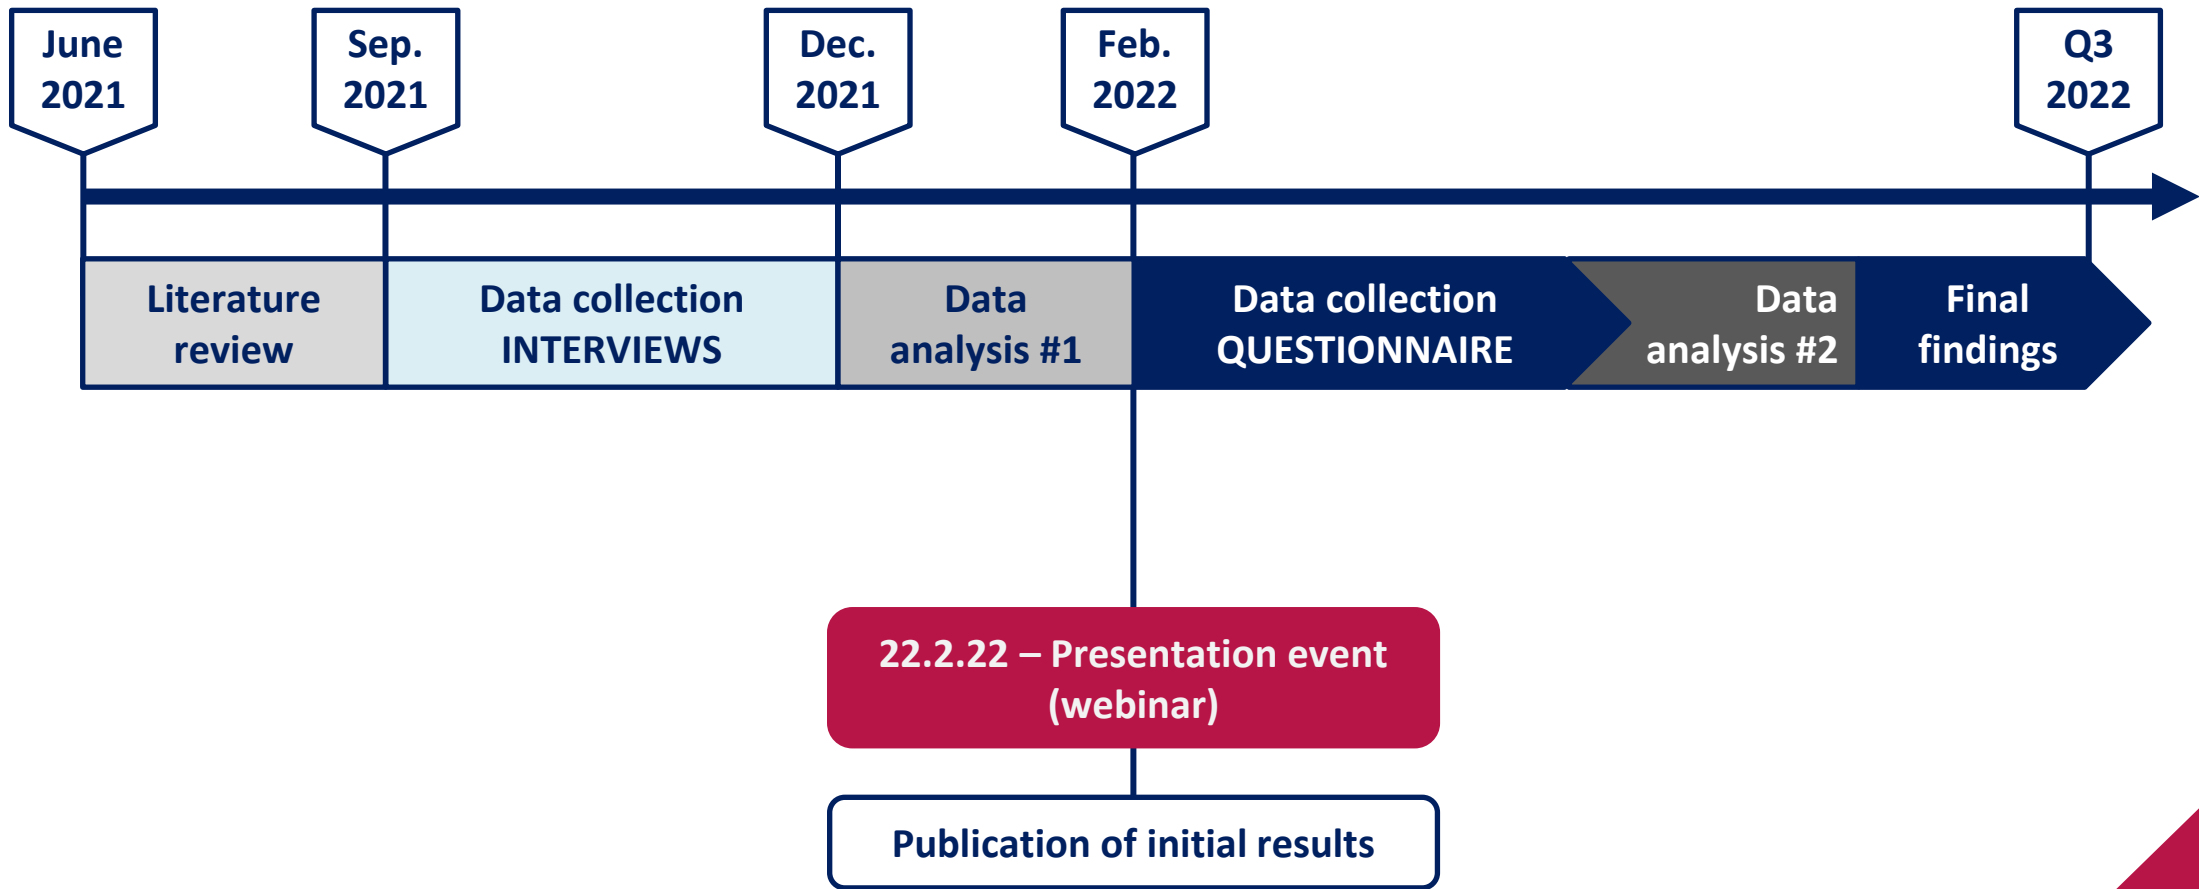 June
2021
Sep.
2021
Dec.
2021
Feb.
2022
Q3
2022
Literature
review
Data collection
INTERVIEWS
Data
analysis #1
Data collection
QUESTIONNAIRE
Data
analysis #2
Final
findings
22.2.22 – Presentation event
(webinar)
Publication of initial results